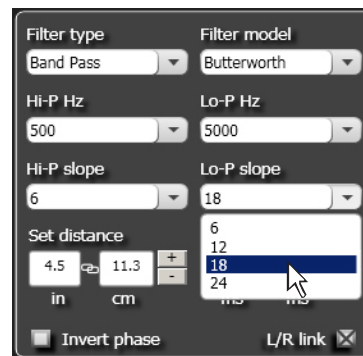 Filter type Filter model
Band Pass Butterworth
Hi-P Hz Lo-P Hz
500 5000
Hi-P slope Lo-P slope
6 18
6
Set distance
12
18
4.5 11.3 + -
24
in cm ms ms
Invert phase L/R link